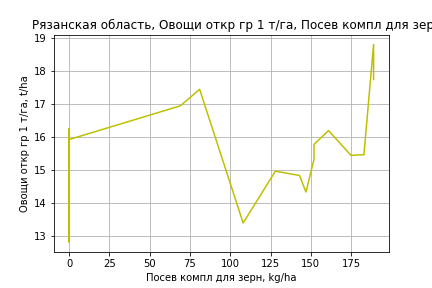 Рязанская область, Овощи откр гр 1 т/га, Посев компл для зер
19
18
17
16
15
14
13
Овощи откр гр 1 т/га, t/ha
0 25 50 75 100 125 150 175
Посев компл для зерн, kg/ha